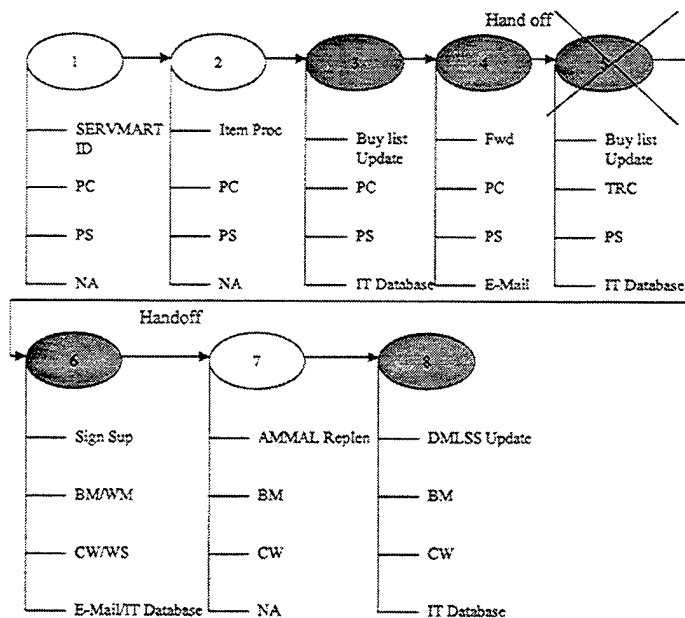 Hand off
1
2
3
4
5
SERVMART
ID
PC
PS
NA
Item Proc
PC
PS
NA
Buy list
Update
PC
PS
IT Database
Fwd
PC
PS
E-Mail
Buy list
Update
TRC
PS
IT Database
Handoff
6
7
8
Sign Sup
BM/WM
CW/WS
E-Mail/IT Database
AMMAL Replen
BM
CW
NA
DMLSS Update
BM
CW
IT Database